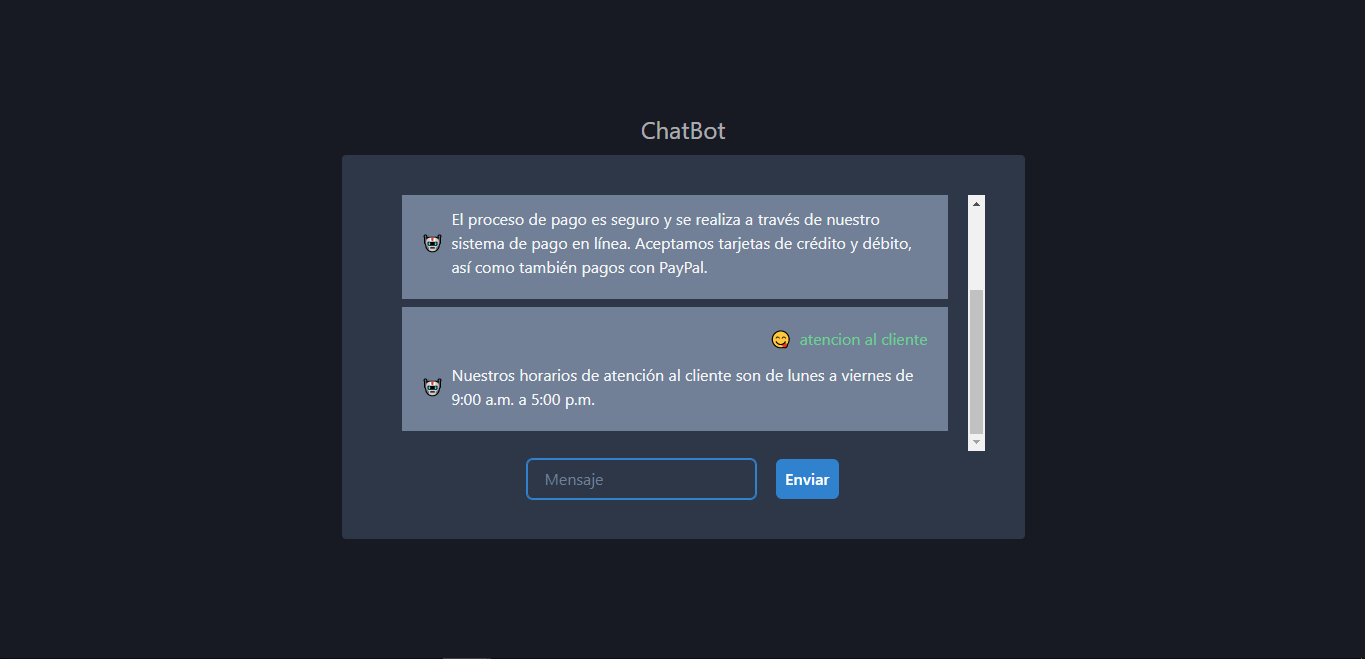 ChatBot
El proceso de pago es seguro y se realiza a través de nuestro
sistema de pago en línea. Aceptamos tarjetas de crédito y débito,
así como también pagos con PayPal.
atencion al cliente
Nuestros horarios de atención al cliente son de lunes a viernes de
9:00 a.m. a 5:00 p.m.
Mensaje
Enviar